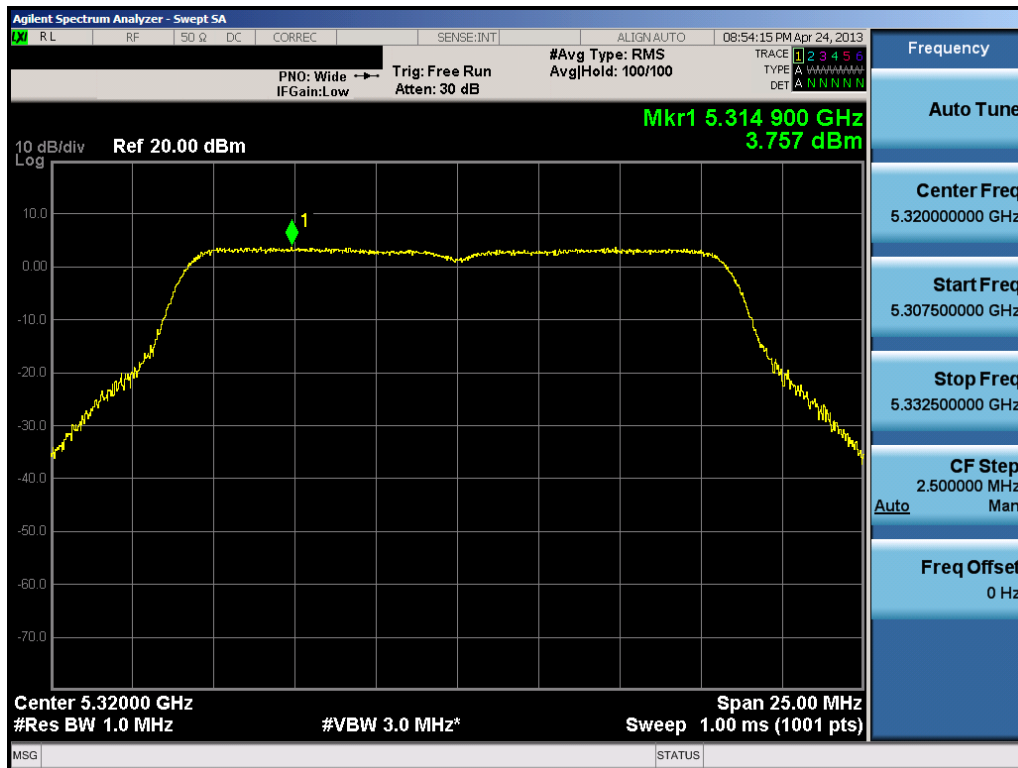 Agilent Spectrum Analyzer - Swept SA
LXI RL RF 50 Ω DC CORREC SENSE:INT ALIGN AUTO 08:54:15 PM Apr 24, 2013
PNO: Wide
IFGain:Low
Trig: Free Run
Atten: 30 dB
#Avg Type: RMS
Avg|Hold: 100/100
TRACE 1 2 3 4 5 6
TYPE A WWWWWW
DET A N N N N N
Mkr1 5.314 900 GHz
3.757 dBm
10 dB/div Ref 20.00 dBm
Log
10.0
0.00
-10.0
-20.0
-30.0
-40.0
-50.0
-60.0
-70.0
1
Center 5.32000 GHz Span 25.00 MHz
#Res BW 1.0 MHz #VBW 3.0 MHz* Sweep 1.00 ms (1001 pts)
MSG STATUS
Frequency
Auto Tune
Center Freq
5.320000000 GHz
Start Freq
5.307500000 GHz
Stop Freq
5.332500000 GHz
CF Step
2.500000 MHz
Auto Man
Freq Offset
0 Hz